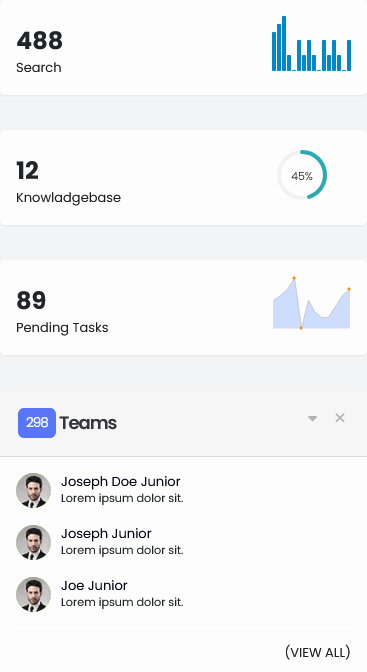 488
Search
12
Knowladgebase
45%
89
Pending Tasks
298 Teams
Joseph Doe Junior
Lorem ipsum dolor sit.
Joseph Junior
Lorem ipsum dolor sit.
Joe Junior
Lorem ipsum dolor sit.
(VIEW ALL)